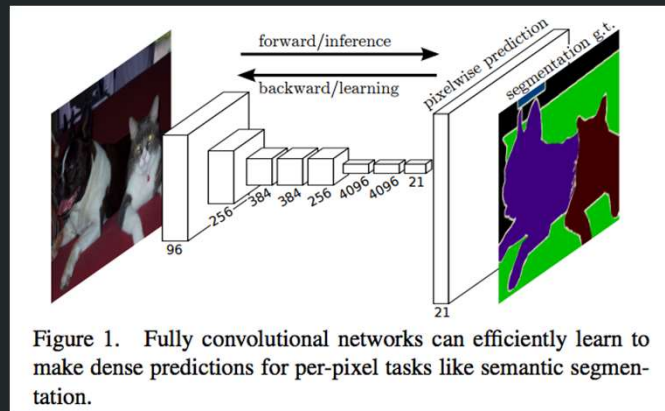 forward/inference
backward/learning
pixelwise prediction
segmentation g.t.
96
256
384
384
256
4096
4096
21
21
Figure 1. Fully convolutional networks can efficiently learn to
make dense predictions for per-pixel tasks like semantic segmen-
tation.